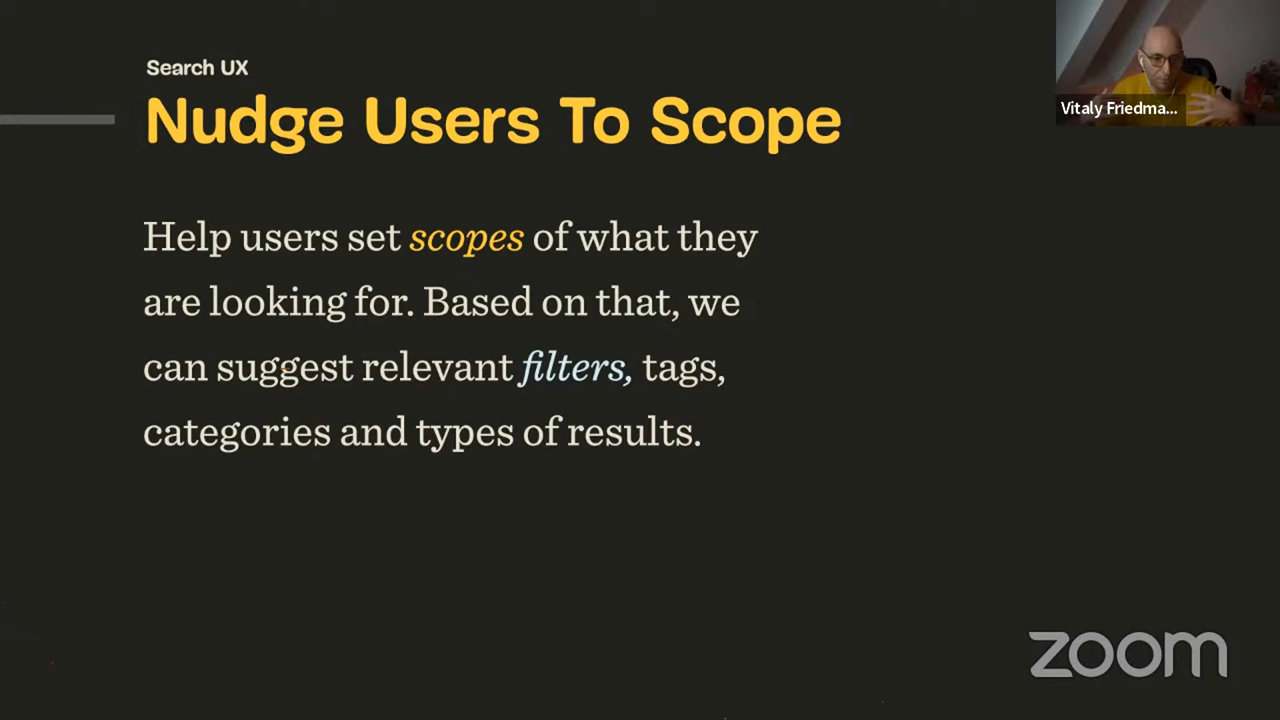 Search UX
Nudge Users To Scope
Vitaly Friedma...
Help users set scopes of what they
are looking for. Based on that, we
can suggest relevant filters, tags,
categories and types of results.
zoom